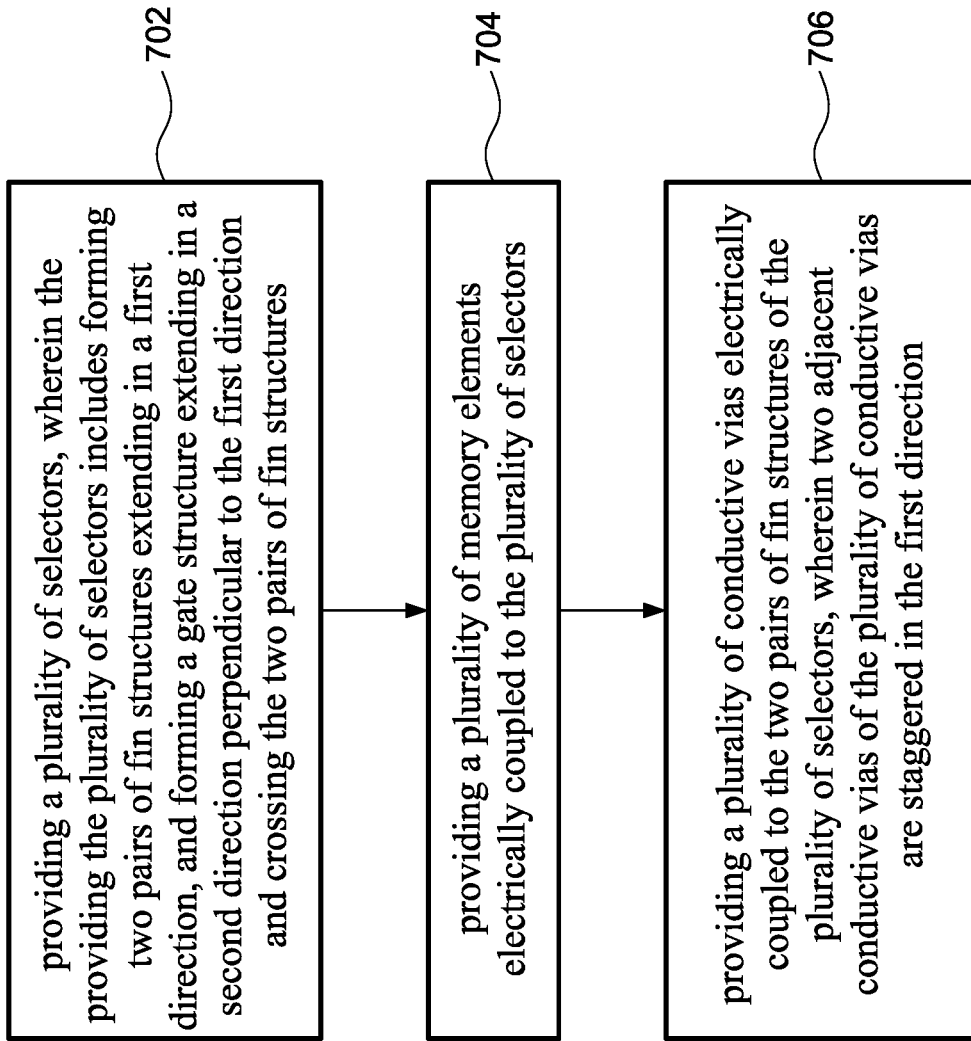 providing a plurality of selectors, wherein the
providing the plurality of selectors includes forming
two pairs of fin structures extending in a first
direction, and forming a gate structure extending in a
second direction perpendicular to the first direction
and crossing the two pairs of fin structures
702
providing a plurality of memory elements
electrically coupled to the plurality of selectors
704
providing a plurality of conductive vias electrically
coupled to the two pairs of fin structures of the
plurality of selectors, wherein two adjacent
conductive vias of the plurality of conductive vias
are staggered in the first direction
706